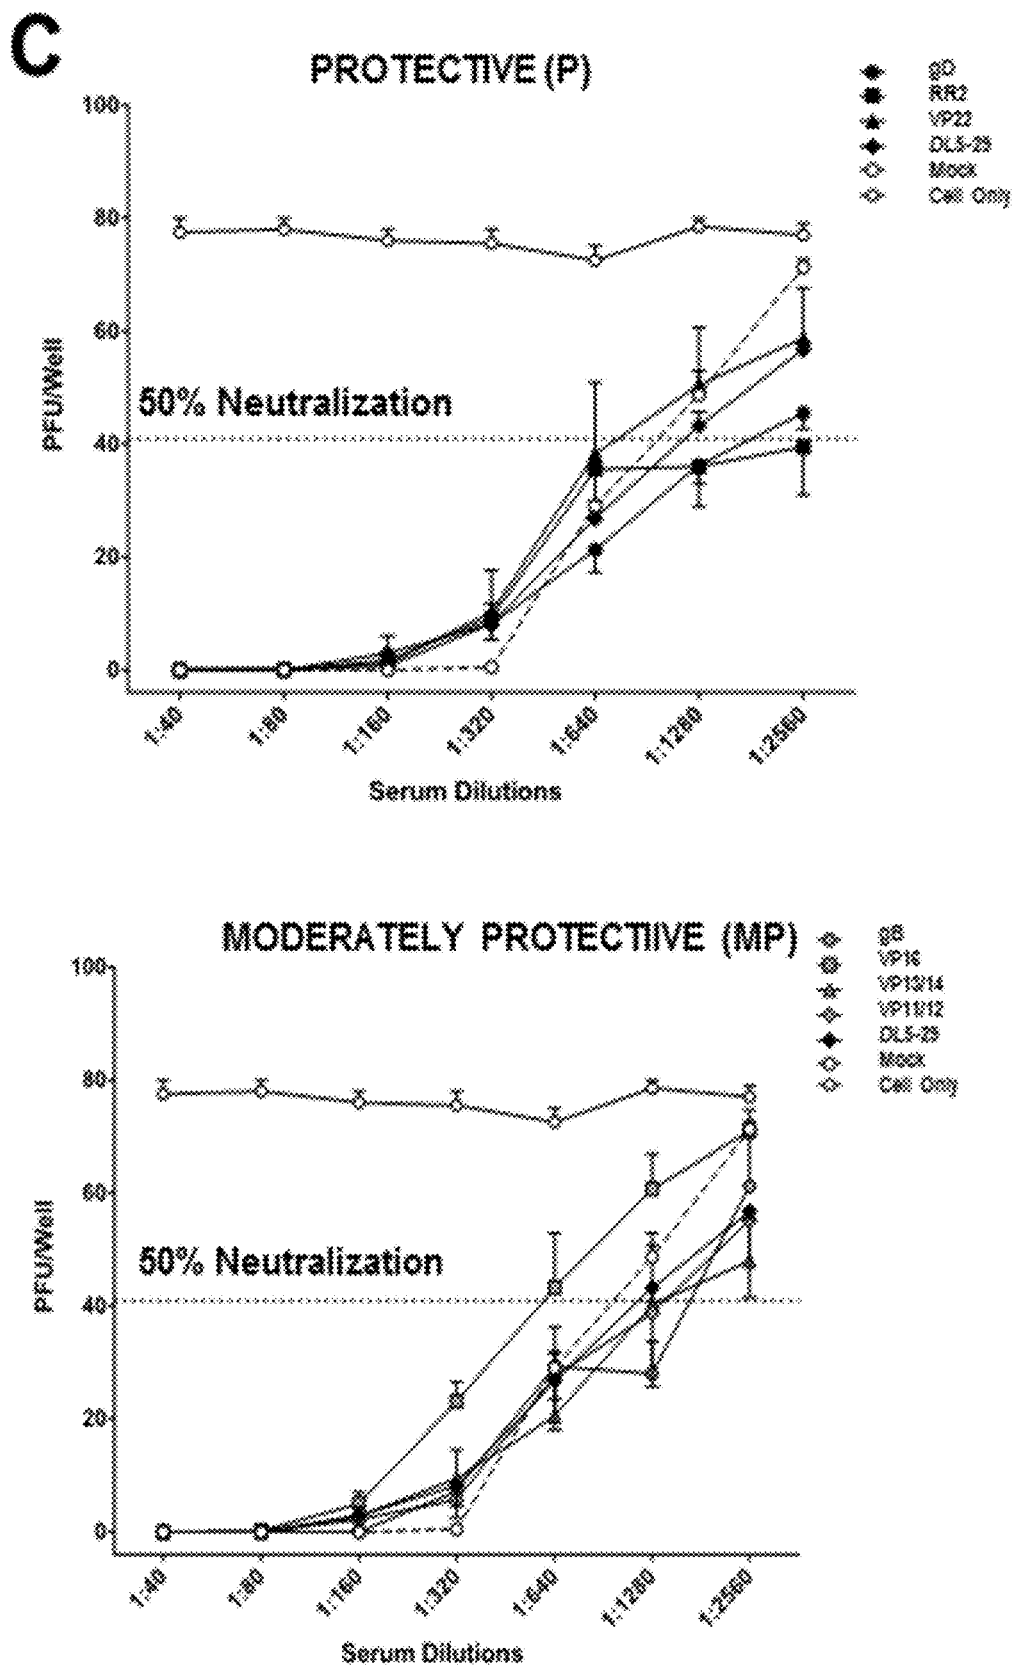 C
PROTECTIVE (P)
gD
RR2
VP22
DL5-29
Mock
Cell Only
100
80
60
40
20
0
PFU/Well
50% Neutralization
1:40
1:80
1:160
1:320
1:640
1:1280
1:2560
Serum Dilutions
MODERATELY PROTECTIIVE (MP)
gB
VP16
VP13/14
VP11/12
DL5-29
Mock
Cell Only
100
80
60
40
20
0
PFU/Well
50% Neutralization
1:40
1:80
1:160
1:320
1:640
1:1280
1:2560
Serum Dilutions